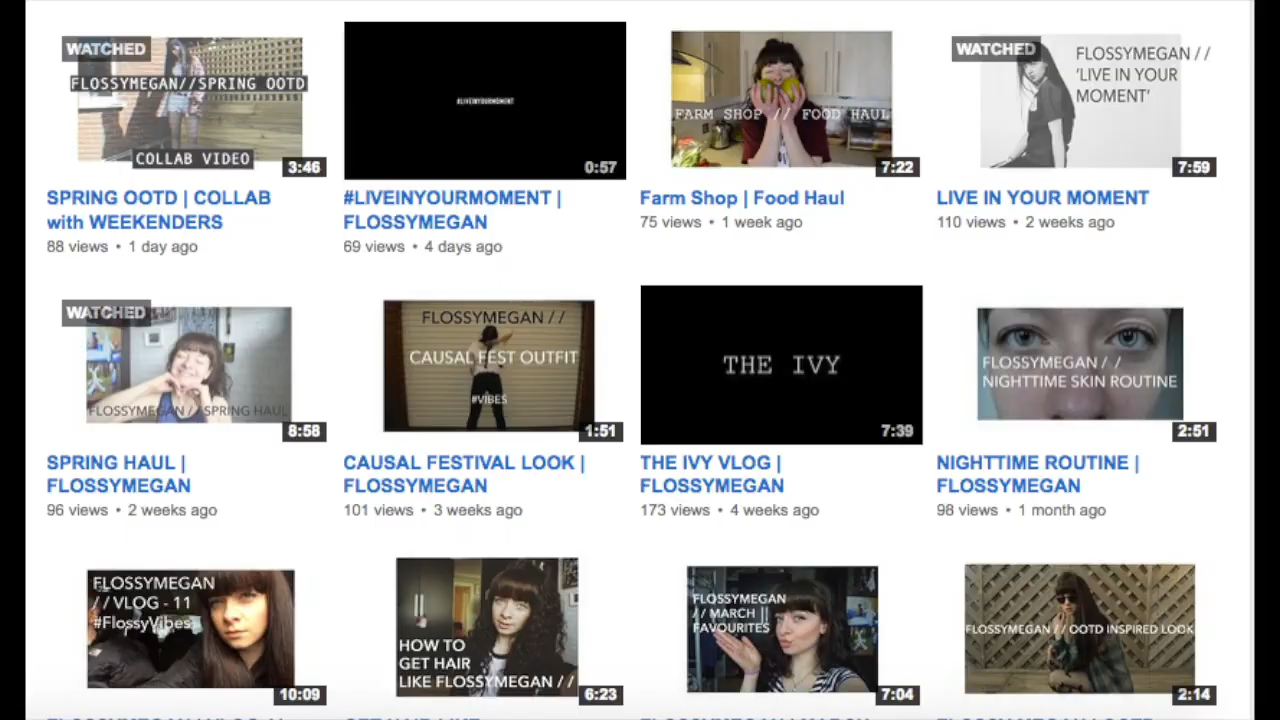 WATCHED
FLOSSYMEGAN//SPRING OOTD
COLLAB VIDEO
3:46
SPRING OOTD | COLLAB
with WEEKENDERS
88 views • 1 day ago
#LIVEINYOURMOMENT
0:57
#LIVEINYOURMOMENT |
FLOSSYMEGAN
69 views • 4 days ago
FARM SHOP // FOOD HAUL
7:22
Farm Shop | Food Haul
75 views • 1 week ago
WATCHED
FLOSSYMEGAN //
'LIVE IN YOUR
MOMENT'
7:59
LIVE IN YOUR MOMENT
110 views • 2 weeks ago
WATCHED
FLOSSYMEGAN // SPRING HAUL
8:58
SPRING HAUL |
FLOSSYMEGAN
96 views • 2 weeks ago
FLOSSYMEGAN //
CAUSAL FEST OUTFIT
#VIBES
1:51
CAUSAL FESTIVAL LOOK |
FLOSSYMEGAN
101 views • 3 weeks ago
THE IVY
7:39
THE IVY VLOG |
FLOSSYMEGAN
173 views • 4 weeks ago
FLOSSYMEGAN / /
NIGHTTIME SKIN ROUTINE
2:51
NIGHTTIME ROUTINE |
FLOSSYMEGAN
98 views • 1 month ago
FLOSSYMEGAN
// VLOG - 11
#FlossyVibes
10:09
HOW TO
GET HAIR
LIKE FLOSSYMEGAN //
6:23
FLOSSYMEGAN
// MARCH ||
FAVOURITES
7:04
FLOSSYMEGAN // OOTD INSPIRED LOOK
2:14